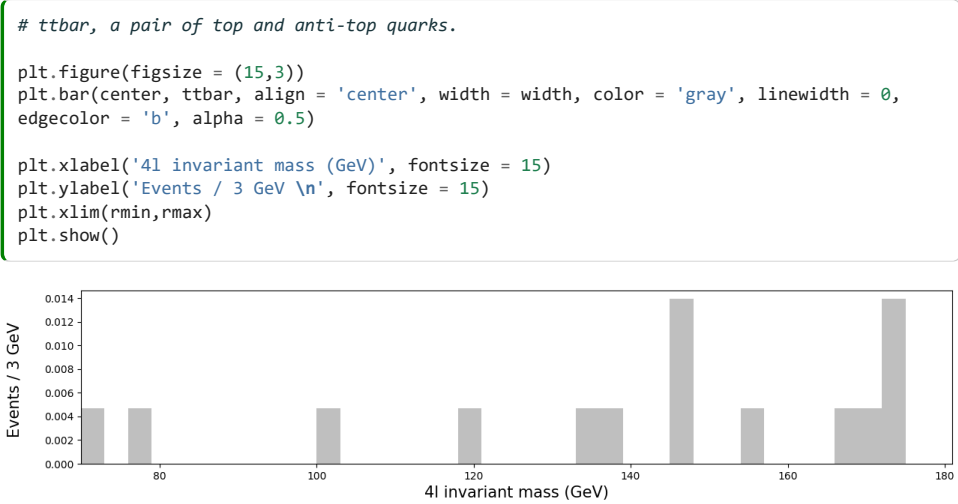 # ttbar, a pair of top and anti-top quarks.
plt.figure(figsize = (15,3))
plt.bar(center, ttbar, align = 'center', width = width, color = 'gray', linewidth = 0,
edgecolor = 'b', alpha = 0.5)
plt.xlabel('4l invariant mass (GeV)', fontsize = 15)
plt.ylabel('Events / 3 GeV \n', fontsize = 15)
plt.xlim(rmin,rmax)
plt.show()
Events / 3 GeV
0.014
0.012
0.010
0.008
0.006
0.004
0.002
0.000
80 100 120 140 160 180
4l invariant mass (GeV)